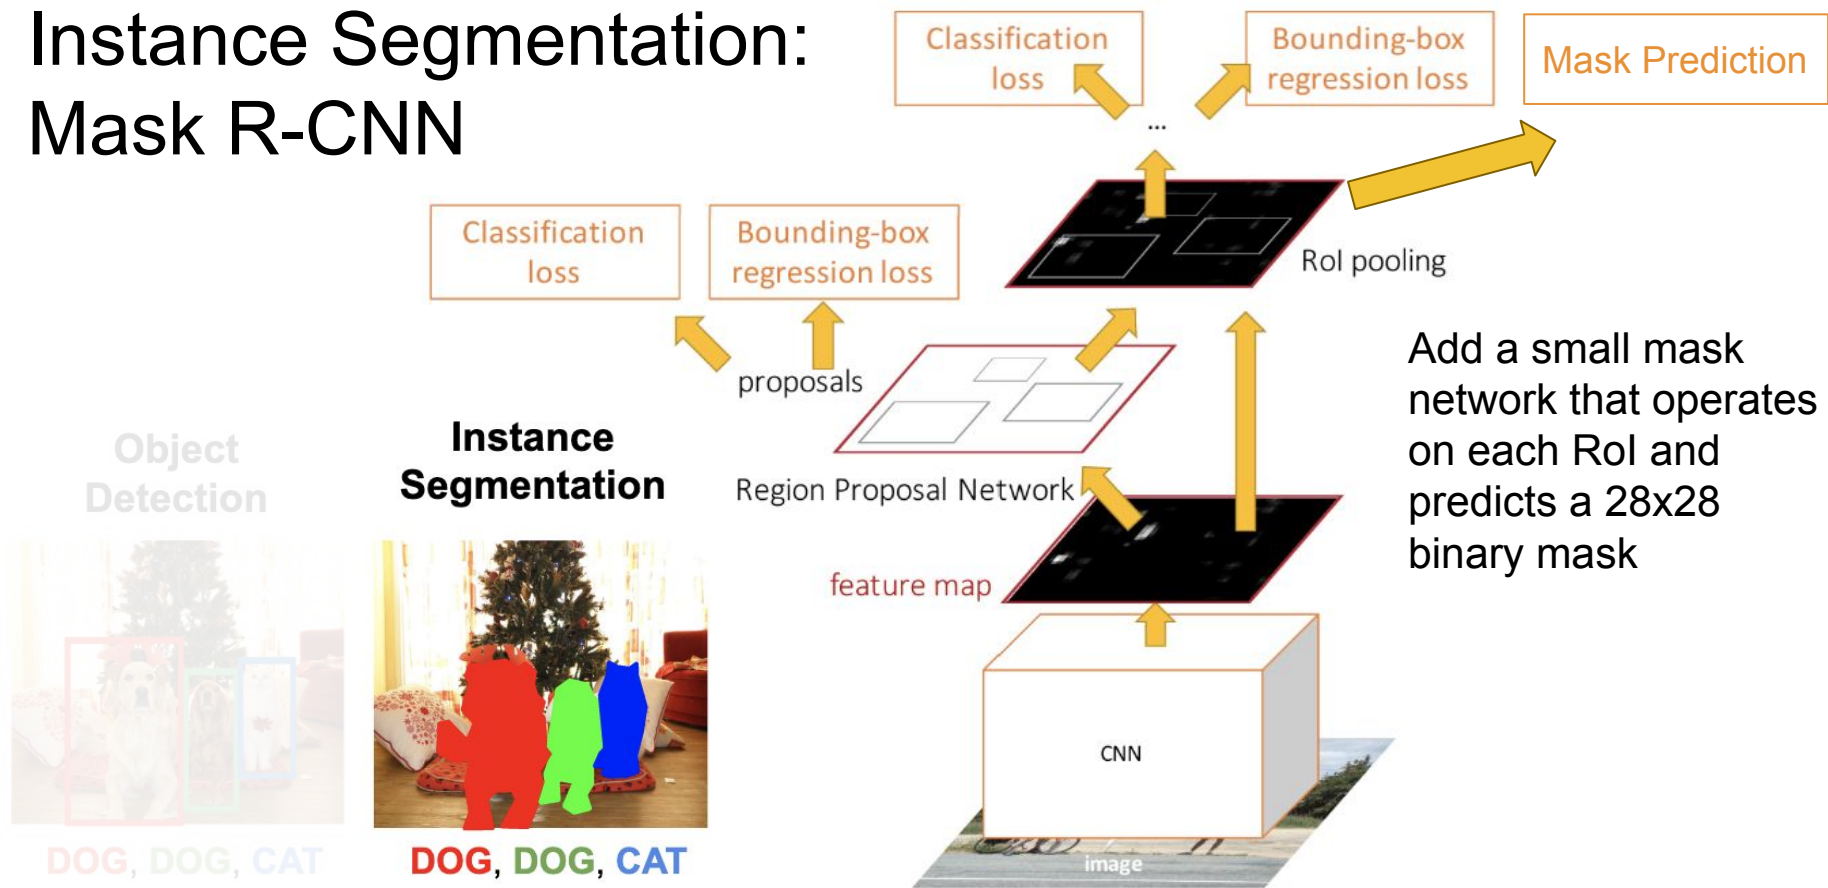 Instance Segmentation:
Mask R-CNN
Classification
loss
Bounding-box
regression loss
Mask Prediction
...
Classification
loss
Bounding-box
regression loss
RoI pooling
proposals
Add a small mask
network that operates
on each RoI and
predicts a 28x28
binary mask
Object
Detection
Instance
Segmentation
Region Proposal Network
feature map
CNN
image
DOG, DOG, CAT
DOG, DOG, CAT